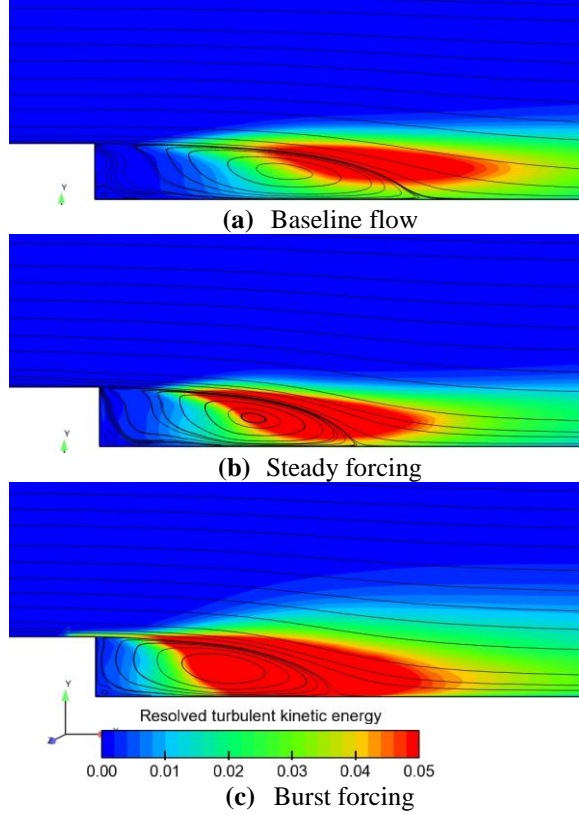 Y
(a) Baseline flow
Y
(b) Steady forcing
Y
Z
Resolved turbulent kinetic energy
0.00 0.01 0.02 0.03 0.04 0.05
(c) Burst forcing